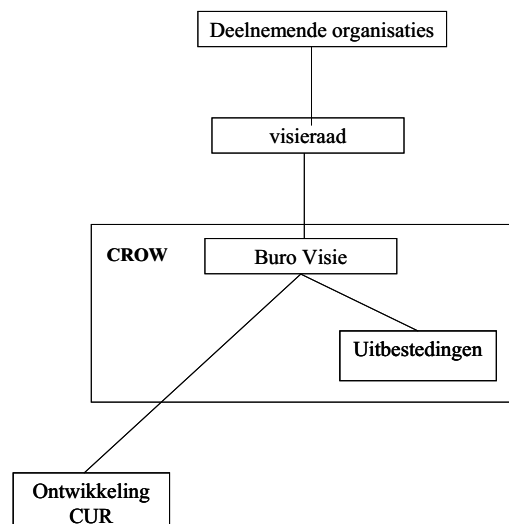 Deelnemende organisaties
visieraad
CROW
Buro Visie
Uitbestedingen
Ontwikkeling
CUR